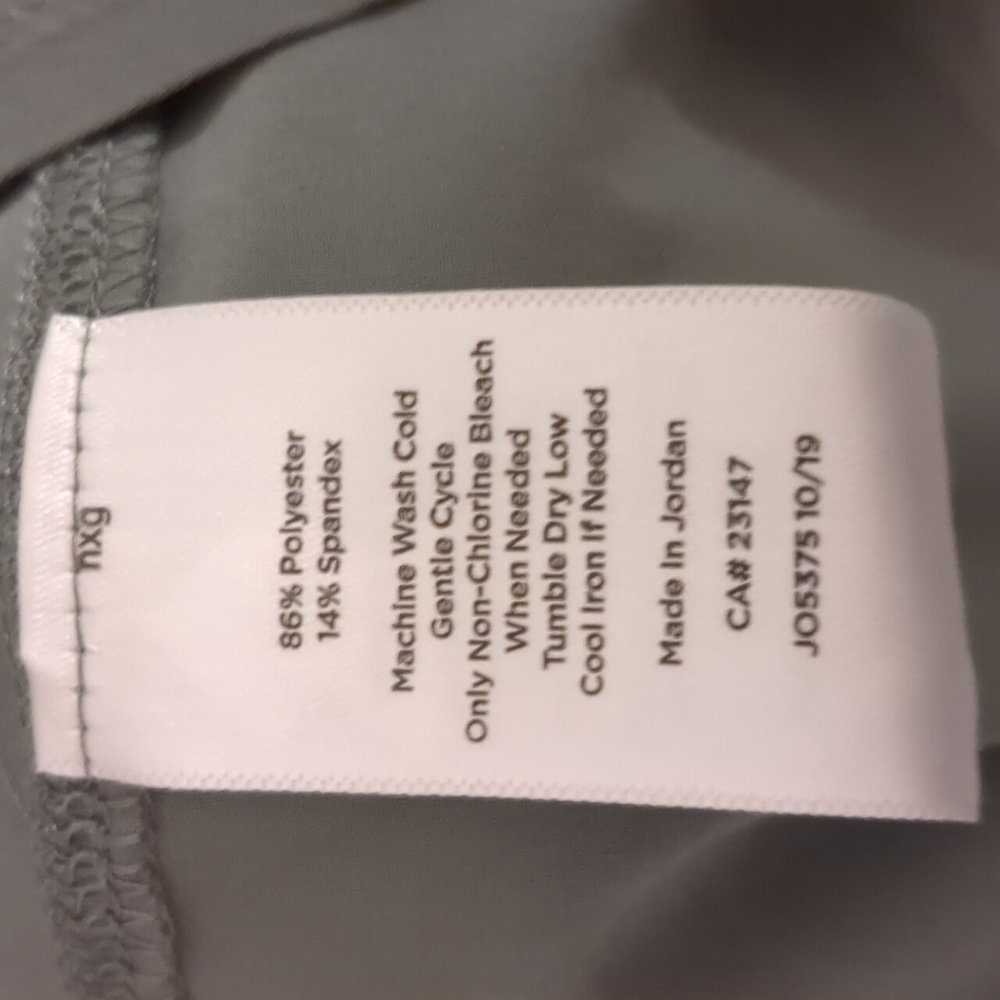 nxg
86% Polyester
14% Spandex
Machine Wash Cold
Gentle Cycle
Only Non-Chlorine Bleach
When Needed
Tumble Dry Low
Cool Iron If Needed
Made In Jordan
CA# 23147
JO5375 10/19